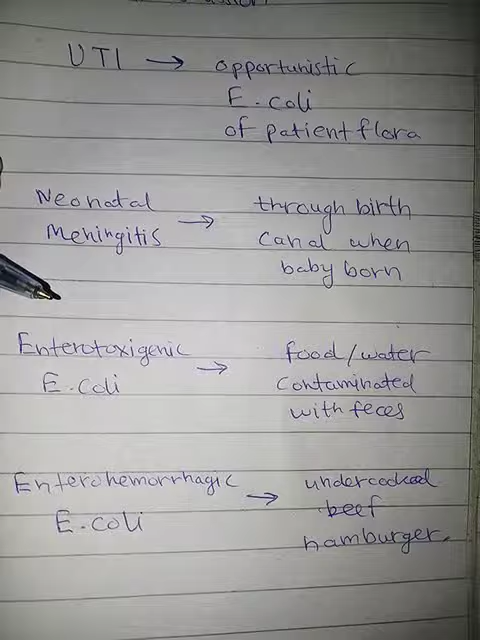 UTI → opportunistic
E. coli
of patient flora
Neonatal
Meningitis → through birth
canal when
baby born
Enterotoxigenic
E. coli → food/water
contaminated
with feces
Enterohemorrhagic
E. coli → undercooked
beef
hamburger.